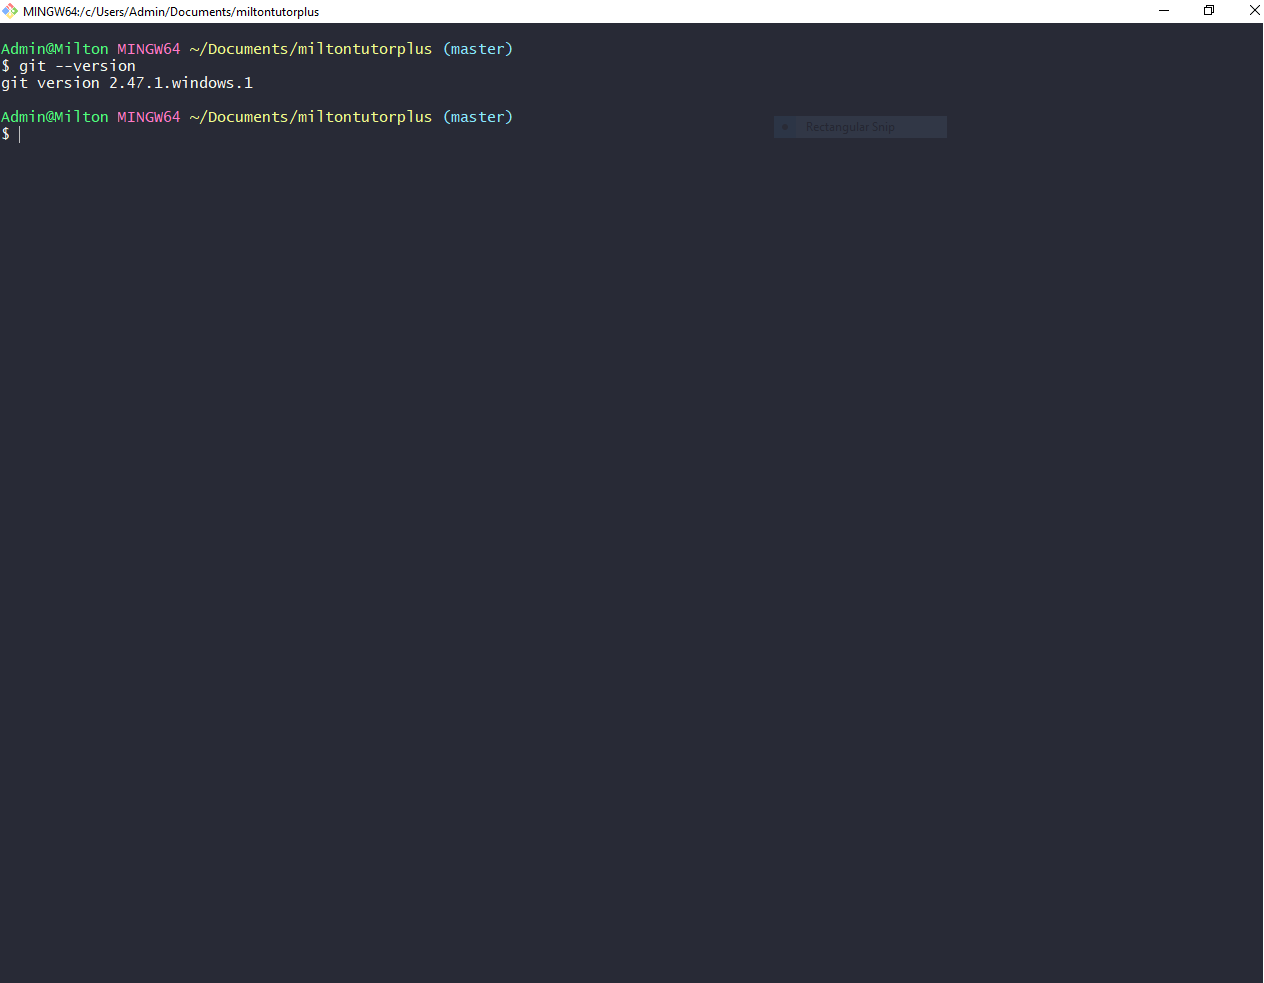 MINGW64:/c/Users/Admin/Documents/miltontutorplus
Admin@Milton MINGW64 ~/Documents/miltontutorplus (master)
$ git --version
git version 2.47.1.windows.1
Admin@Milton MINGW64 ~/Documents/miltontutorplus (master)
$
Rectangular Snip